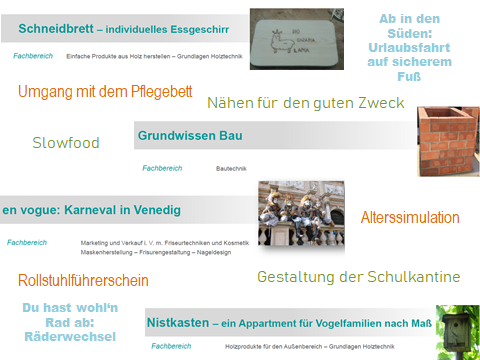 Schneidbrett – individuelles Essgeschirr
Fachbereich Einfache Produkte aus Holz herstellen – Grundlagen Holztechnik
Ab in den
Süden:
Urlaubsfahrt
auf sicherem
Fuß
Umgang mit dem Pflegebett
Nähen für den guten Zweck
Slowfood
Grundwissen Bau
Fachbereich Bautechnik
en vogue: Karneval in Venedig
Fachbereich Marketing und Verkauf i. V. m. Friseurtechniken und Kosmetik
Maskenherstellung – Frisurengestaltung – Nageldesign
Alterssimulation
Rollstuhlführerschein
Gestaltung der Schulkantine
Du hast wohl‘n
Rad ab:
Räderwechsel
Nistkasten – ein Appartment für Vogelfamilien nach Maß
Fachbereich Holzprodukte für den Außenbereich – Grundlagen Holztechnik